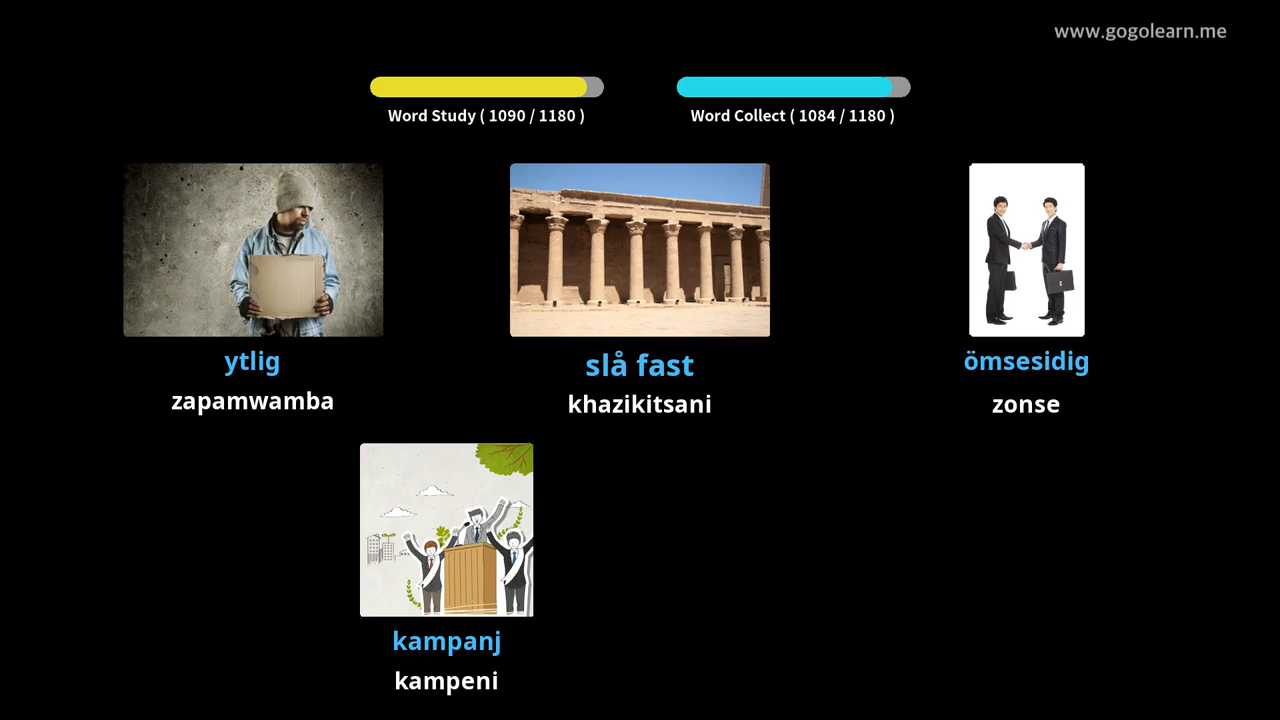 www.gogolearn.me
Word Study ( 1090 / 1180 )
Word Collect ( 1084 / 1180 )
ytlig
zapamwamba
slå fast
khazikitsani
ömsesidig
zonse
kampanj
kampeni